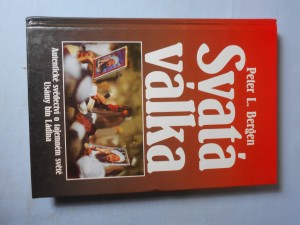 Peter L. Bergen
Svatá
válka
Autentické svědectví o tajemném světě
Usámy bin Ládina